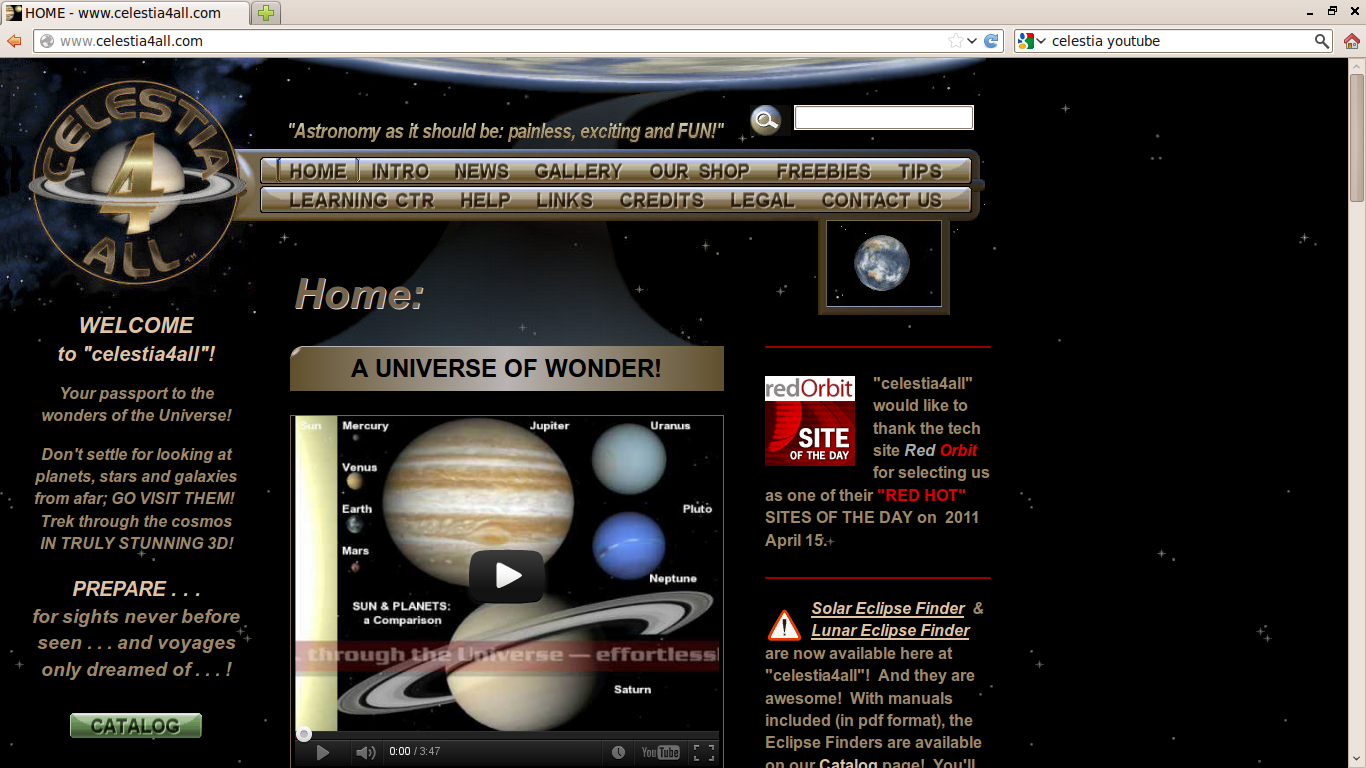 HOME - www.celestia4all.com
www.celestia4all.com
celestia youtube
CELESTIA
4
ALL™
"Astronomy as it should be: painless, exciting and FUN!"
HOME INTRO NEWS GALLERY OUR SHOP FREEBIES TIPS
LEARNING CTR HELP LINKS CREDITS LEGAL CONTACT US
WELCOME
to "celestia4all"!
Your passport to the
wonders of the Universe!
Don't settle for looking at
planets, stars and galaxies
from afar; GO VISIT THEM!
Trek through the cosmos
IN TRULY STUNNING 3D!
PREPARE . . .
for sights never before
seen . . . and voyages
only dreamed of . . . !
CATALOG
Home:
A UNIVERSE OF WONDER!
Sun Mercury Jupiter Uranus
Venus
Earth Pluto
Mars
Neptune
SUN & PLANETS:
a Comparison
. through the Universe — effortlessl
Saturn
0:00 / 3:47
YouTube
redOrbit
SITE
OF THE DAY
"celestia4all"
would like to
thank the tech
site Red Orbit
for selecting us
as one of their "RED HOT"
SITES OF THE DAY on 2011
April 15.
Solar Eclipse Finder &
Lunar Eclipse Finder
are now available here at
"celestia4all"! And they are
awesome! With manuals
included (in pdf format), the
Eclipse Finders are available
on our Catalog page! You'll